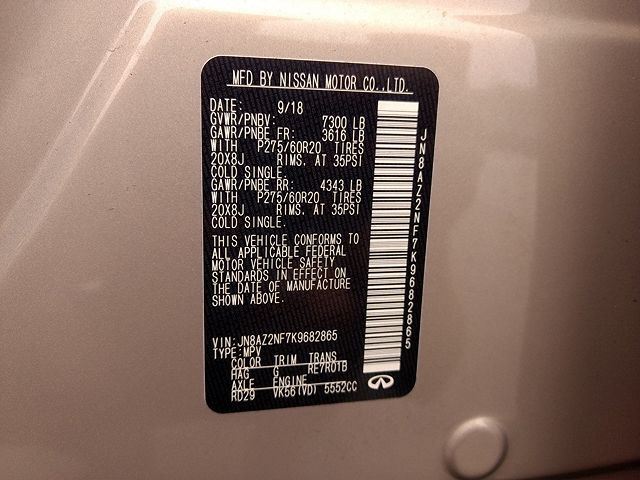 MFD BY NISSAN MOTOR CO.,LTD.
DATE: 9/18
GVWR/PNBV: 7300 LB
GAWR/PNBE FR: 3616 LB
WITH P275/60R20 TIRES
20X8J RIMS. AT 35PSI
COLD SINGLE.
GAWR/PNBE RR: 4343 LB
WITH P275/60R20 TIRES
20X8J RIMS. AT 35PSI
COLD SINGLE.
THIS VEHICLE CONFORMS TO
ALL APPLICABLE FEDERAL
MOTOR VEHICLE SAFETY
STANDARDS IN EFFECT ON
THE DATE OF MANUFACTURE
SHOWN ABOVE.
VIN: JN8AZ2NF7K9682865
TYPE: MPV
COLOR TRIM TRANS
HAG G RE7R01B
AXLE ENGINE
RD29 VK56(VD) 5552CC
JN8AZ2NF7K9682865